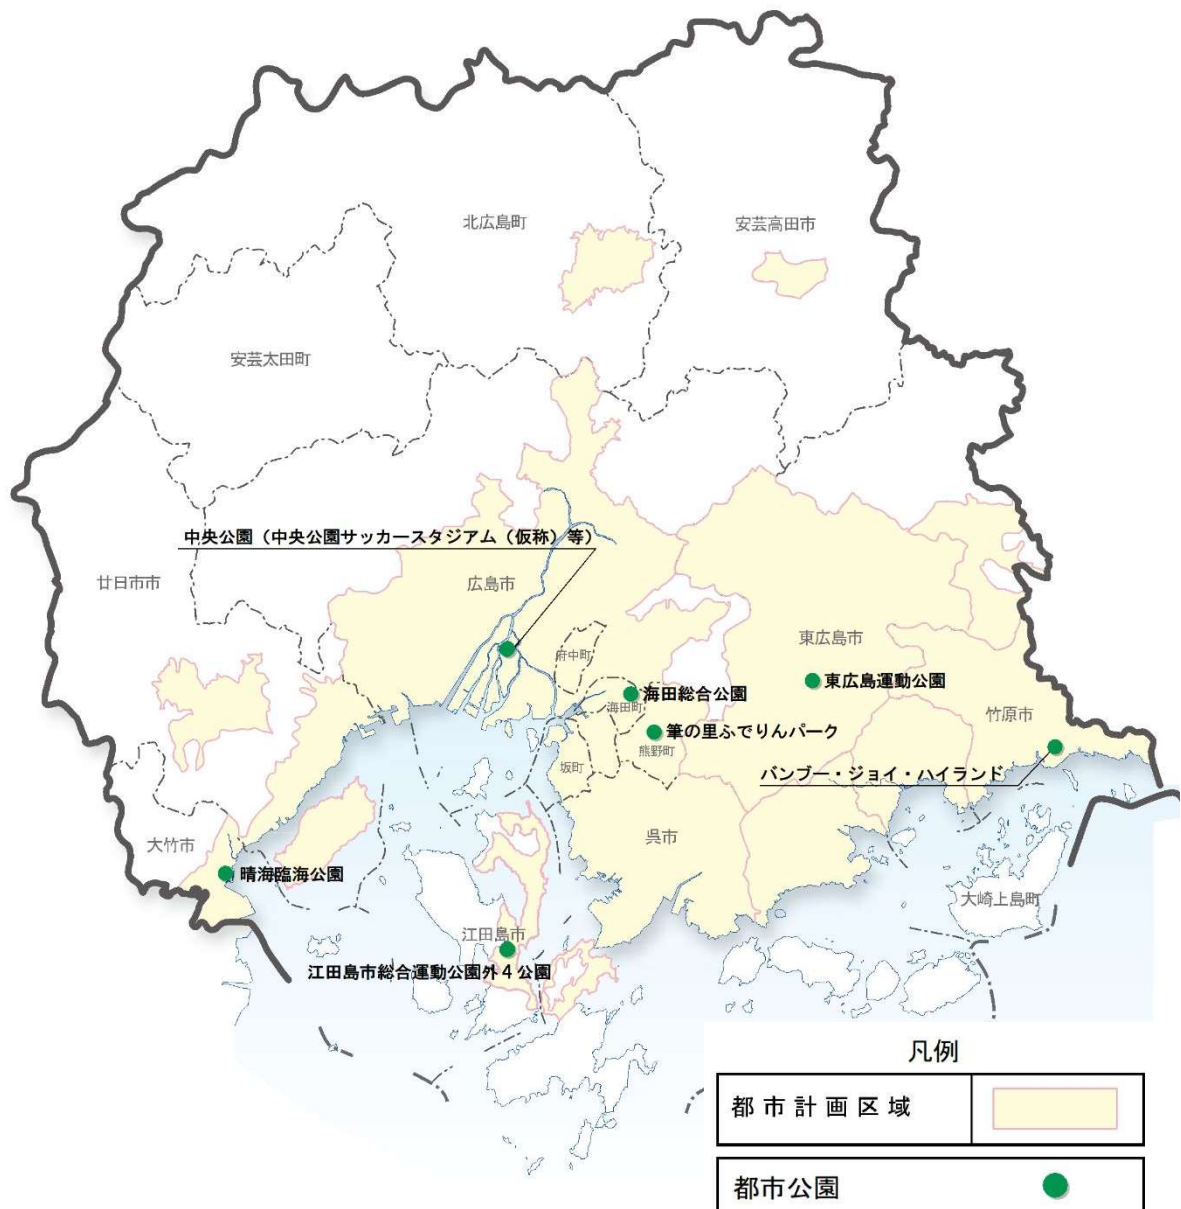 北広島町
安芸高田市
安芸太田町
中央公園（中央公園サッカースタジアム（仮称）等）
廿日市市
広島市
府中町
東広島市
東広島運動公園
海田総合公園
海田町
竹原市
筆の里ふでりんパーク
熊野町
坂町
バンブー・ジョイ・ハイランド
呉市
大竹市
晴海臨海公園
大崎上島町
江田島市
江田島市総合運動公園外４公園
凡例
都市計画区域
都市公園